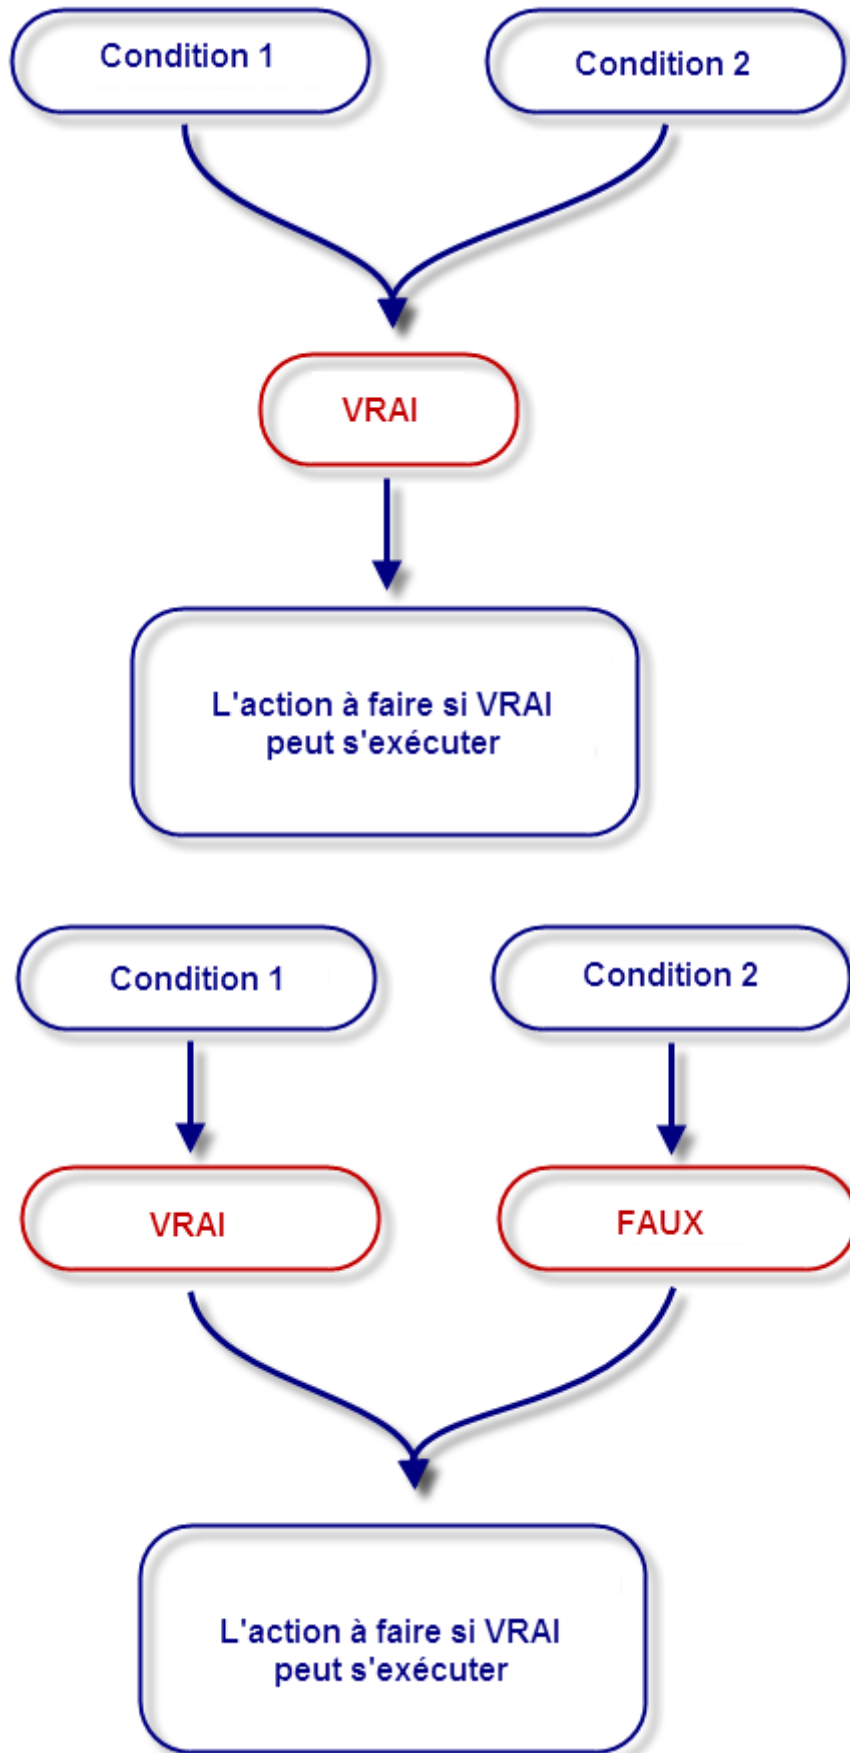 Condition 1
Condition 2
VRAI
L'action à faire si VRAI
peut s'exécuter
Condition 1
Condition 2
VRAI
FAUX
L'action à faire si VRAI
peut s'exécuter